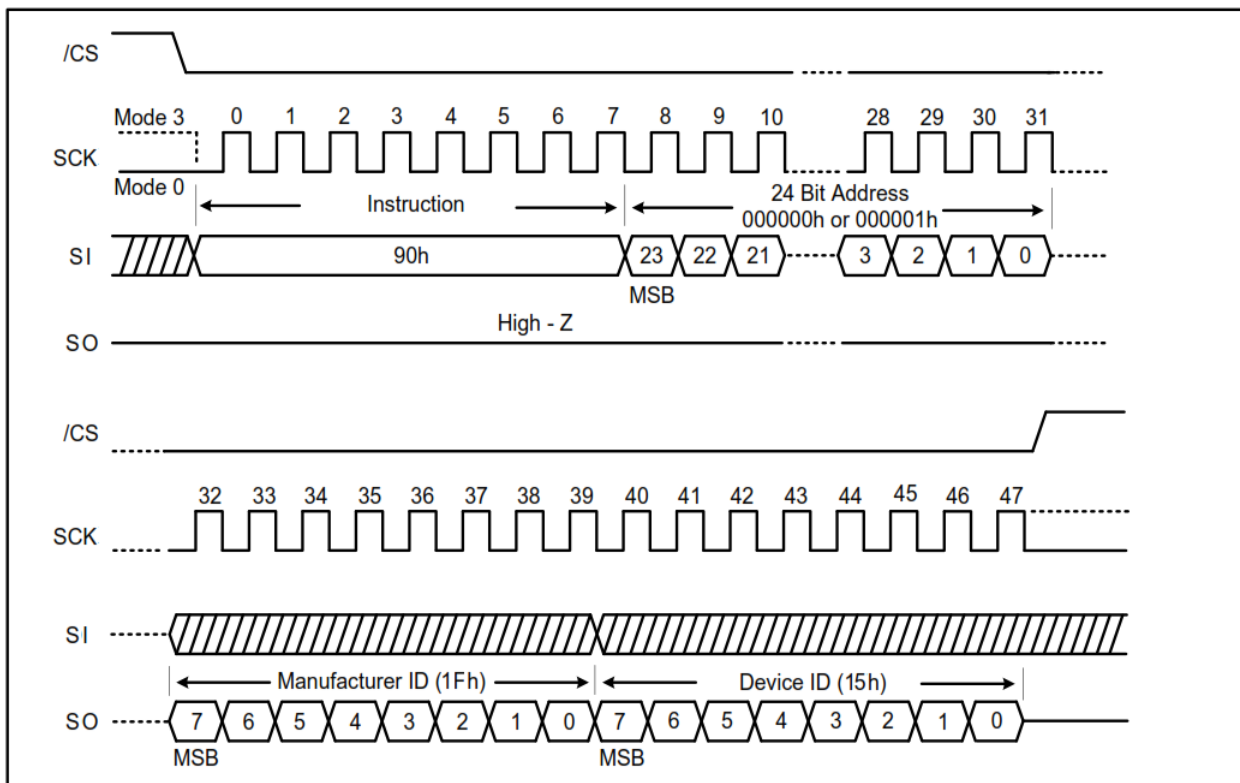 /CS
Mode 3 0 1 2 3 4 5 6 7 8 9 10 28 29 30 31
SCK
Mode 0
Instruction 24 Bit Address
000000h or 000001h
SI 90h 23 22 21 3 2 1 0
MSB
High - Z
SO
/CS
32 33 34 35 36 37 38 39 40 41 42 43 44 45 46 47
SCK
SI
Manufacturer ID (1Fh) Device ID (15h)
SO 7 6 5 4 3 2 1 0 7 6 5 4 3 2 1 0
MSB MSB